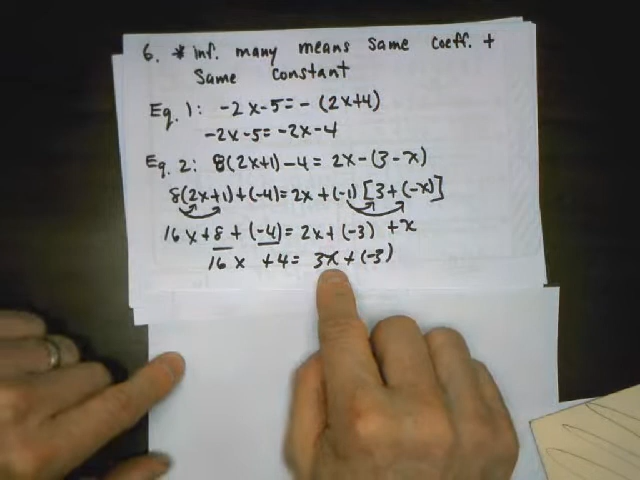 6. * inf. many means same coeff. +
same constant
Eq. 1: -2x-5=-(2x+4)
-2x-5=-2x-4
Eq. 2: 8(2x+1)-4=2x-(3-x)
8(2x+1)+(-4)=2x+(-1)[3+(-x)]
16x+8+(-4)=2x+(-3)+x
16x+4=3x+(-3)